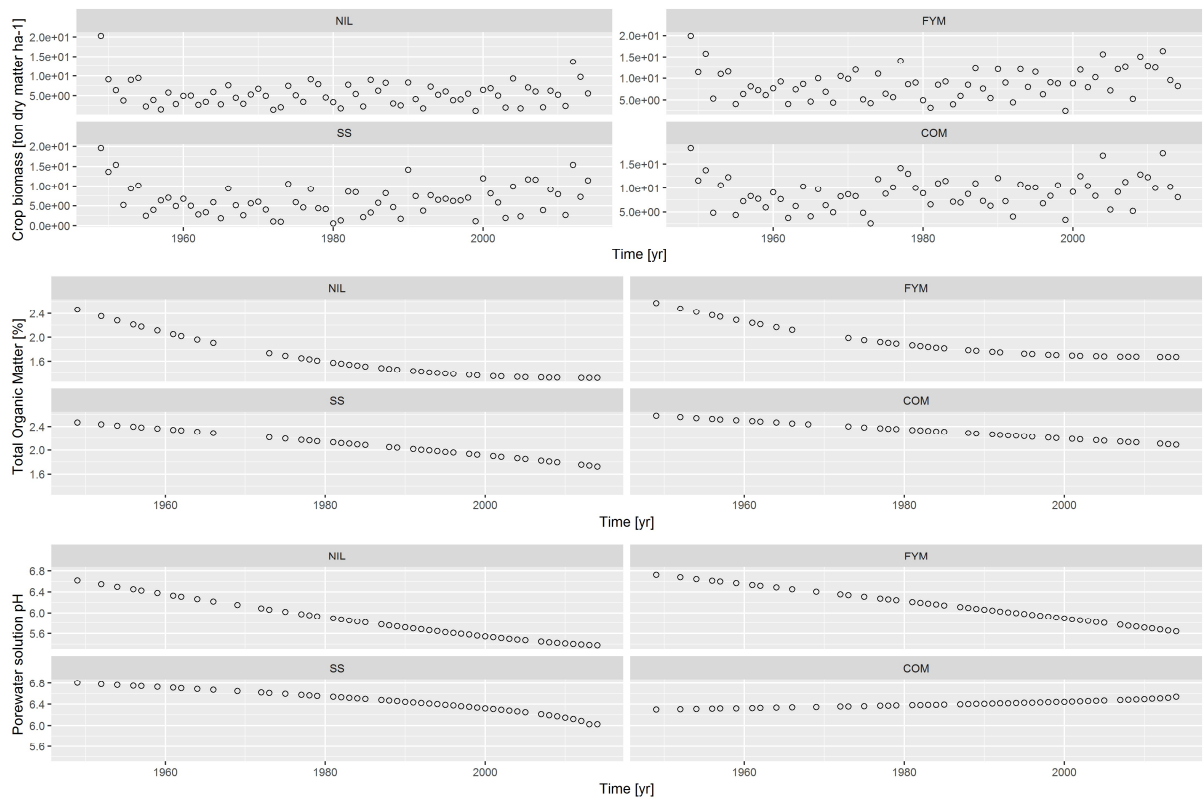 Crop biomass [ton dry matter ha-1)
NIL
FYM
2.0e+01
1.5e+01
1.0e+01
5.0e+00
2.0e+01
1.5e+01
1.0e+01
5.0e+00
SS
COM
2.0e+01
1.5e+01
1.0e+01
5.0e+00
0.0e+00
1.5e+01
1.0e+01
5.0e+00
1960 1980 2000 1960 1980 2000
Time [yr]
Total Organic Matter [%]
NIL
FYM
2.4
2.0
1.6
SS
COM
2.4
2.0
1.6
1960 1980 2000 1960 1980 2000
Time [yr]
Porewater solution pH
NIL
FYM
6.8
6.4
6.0
5.6
SS
COM
6.8
6.4
6.0
5.6
1960 1980 2000 1960 1980 2000
Time [yr]